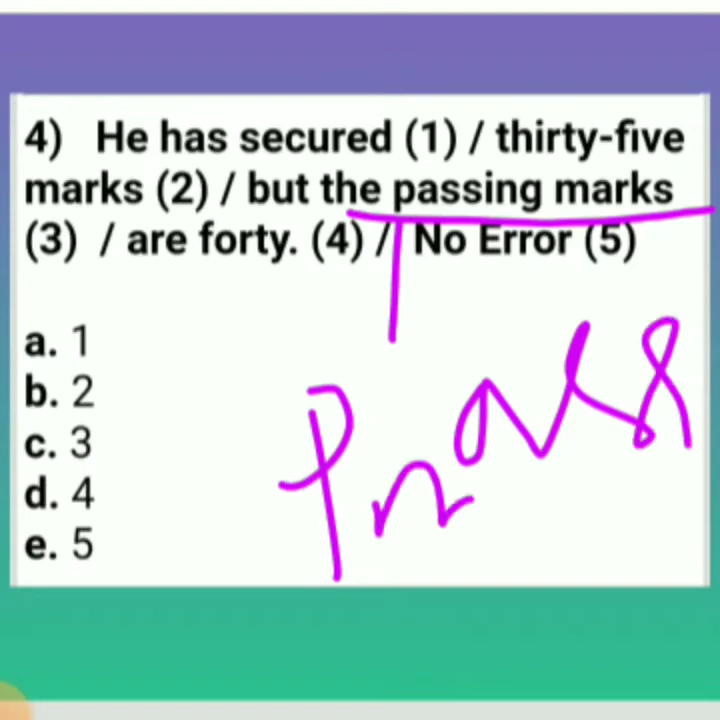 4) He has secured (1) / thirty-five
marks (2) / but the passing marks
(3) / are forty. (4) / No Error (5)
a. 1
b. 2
c. 3
d. 4
e. 5